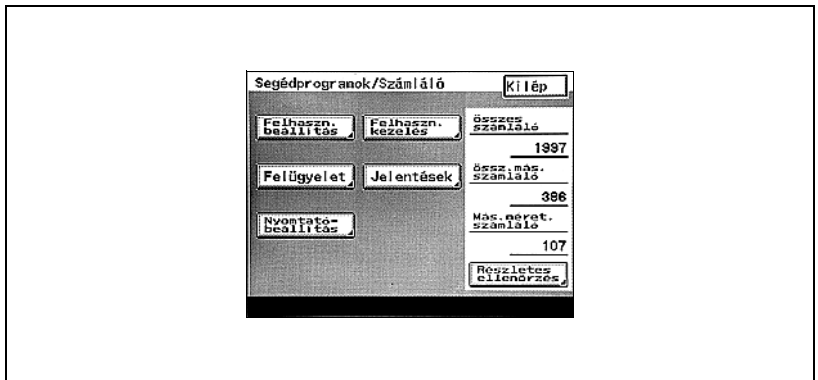 Segédprogramok/Számláló
Kilép
Felhaszn.
beállítás
Felhaszn.
kezelés
Felügyelet
Jelentések
Nyomtató-
beállítás
Összes
számláló
1997
Össz.más.
számláló
386
Más.méret.
számláló
107
Részletes
ellenőrzés